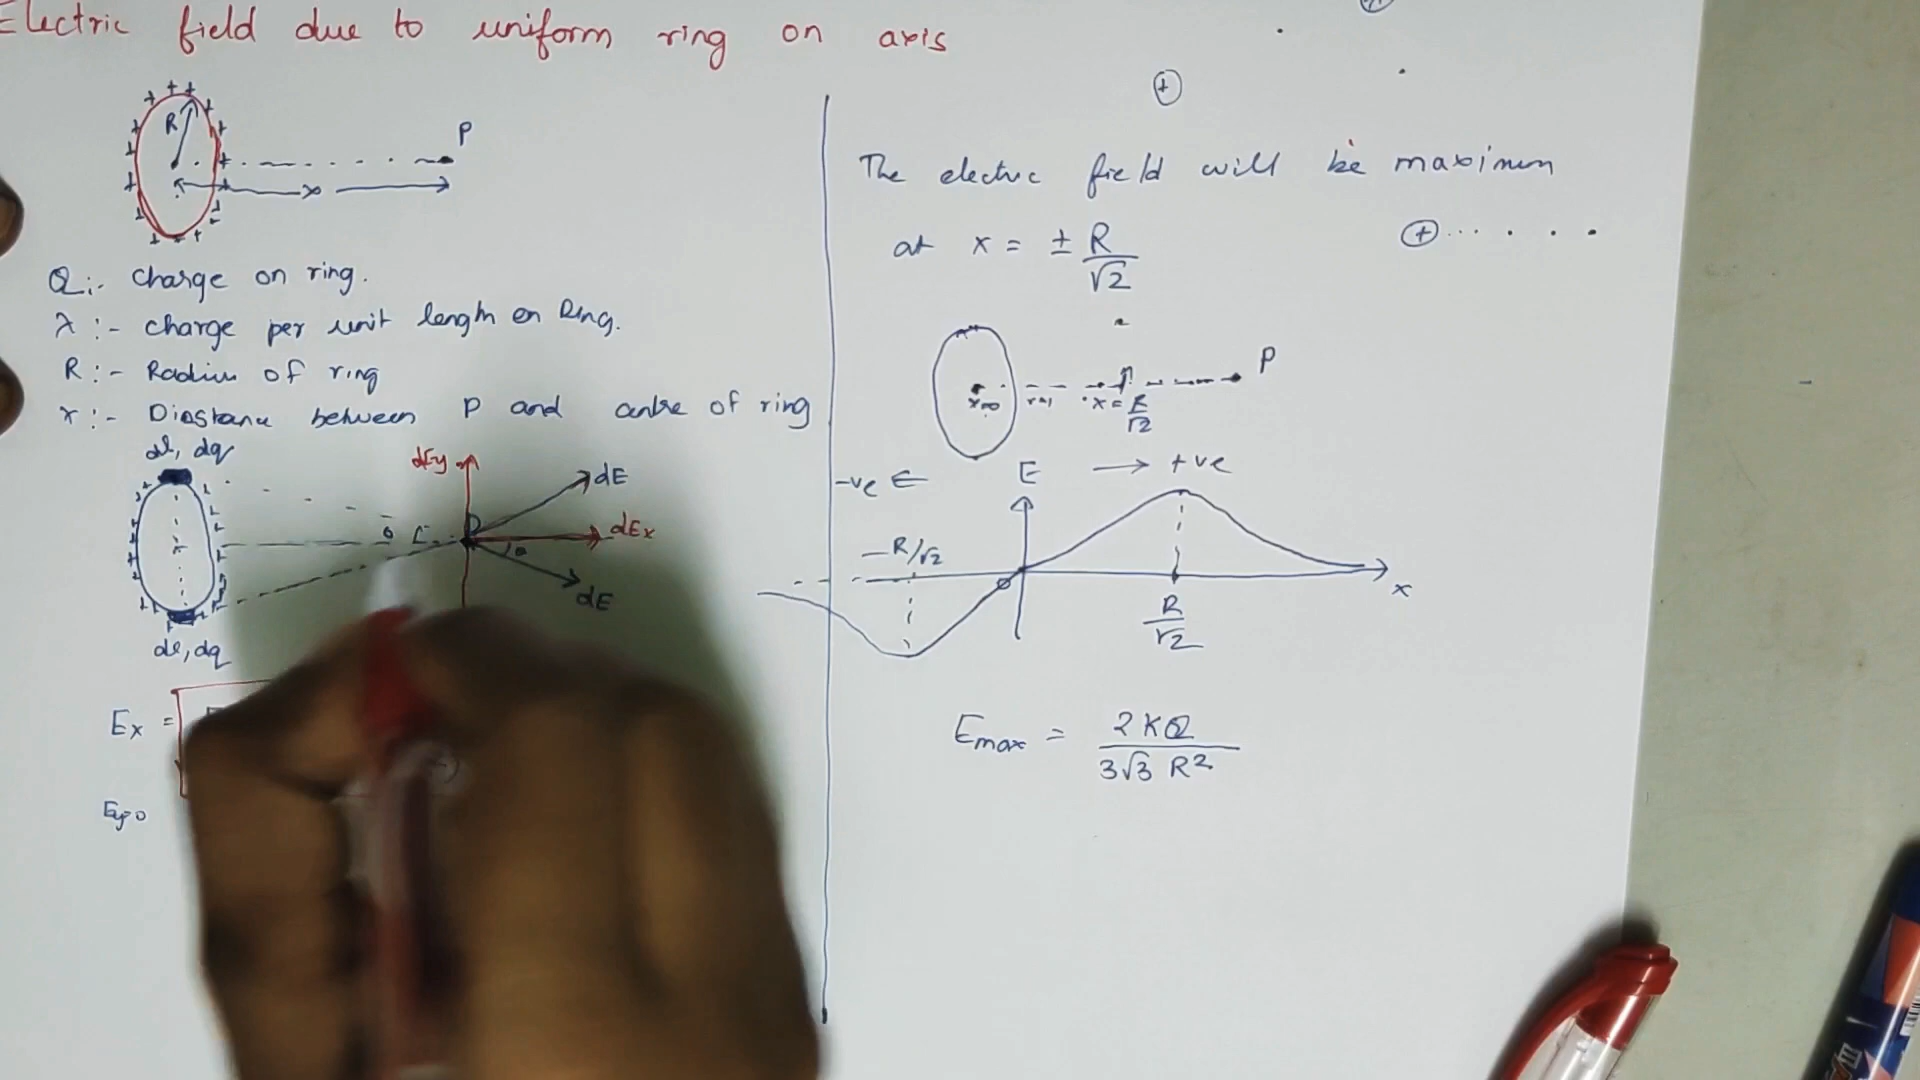 Electric field due to uniform ring on axis
R
P
x
Q:- Charge on ring.
λ :- charge per unit length on Ring.
R :- Radius of ring
x :- Diastance between P and centre of ring
dl, dq
dEy
dE
P
dEx
θ
θ
dE
dl, dq
Ex =
Ey=0
+
The electric field will be maximum
at x = ± R/√2
+
P
x=0
x = R/√2
-ve ←
E
→ +ve
-R/√2
x
R/√2
Emax = 2KQ / 3√3 R²